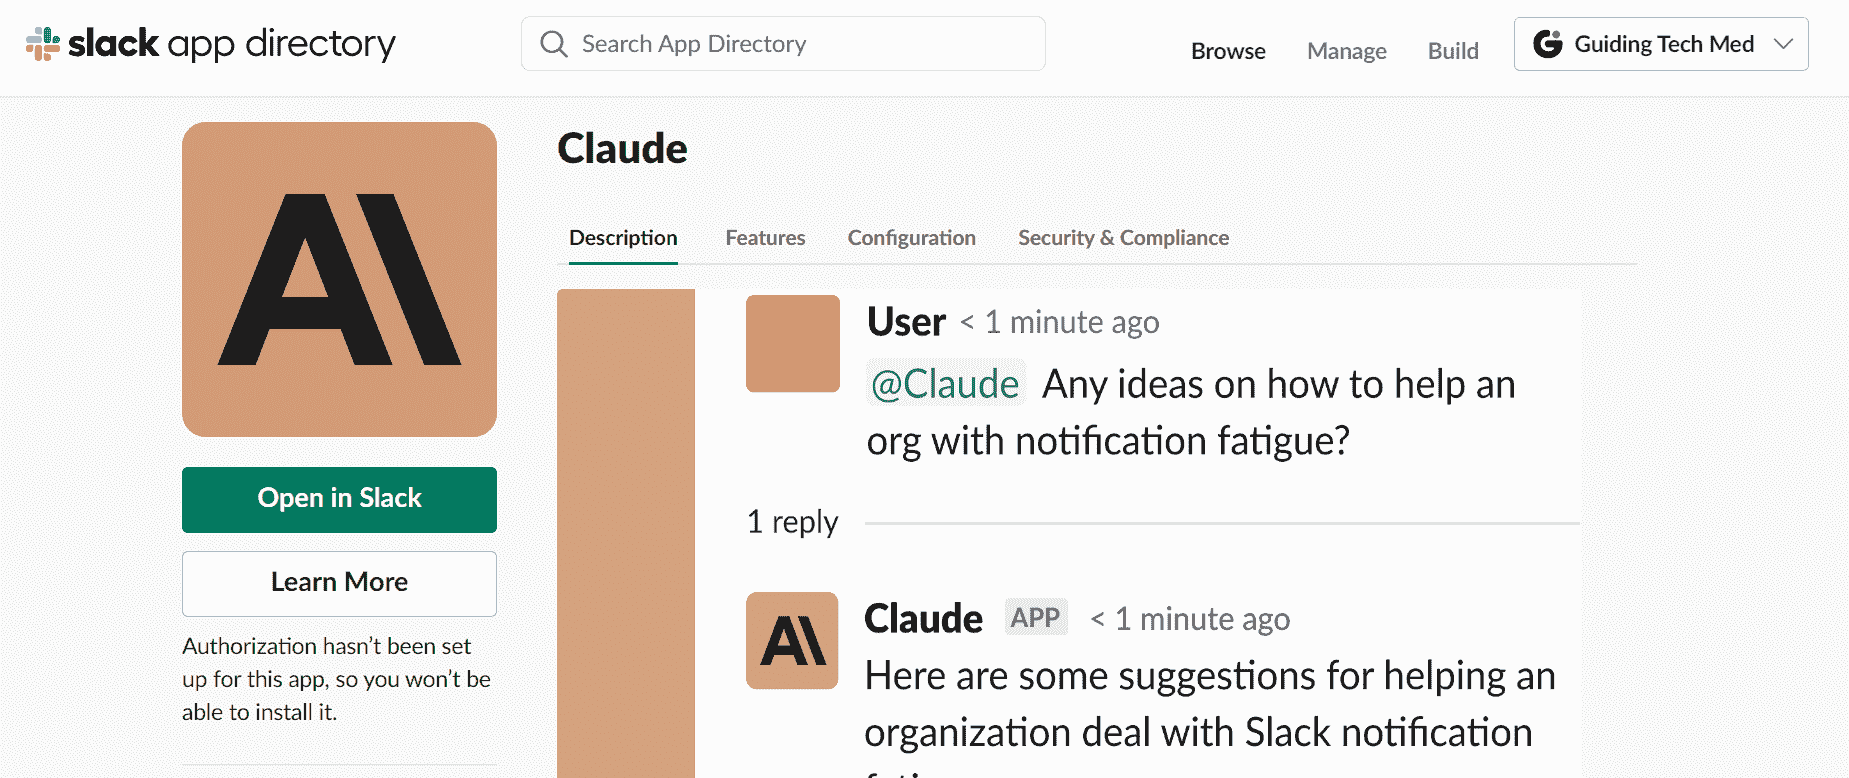 slack app directory
Search App Directory
Browse
Manage
Build
Guiding Tech Med
Claude
Description
Features
Configuration
Security & Compliance
Open in Slack
Learn More
Authorization hasn’t been set
up for this app, so you won’t be
able to install it.
User < 1 minute ago
@Claude Any ideas on how to help an
org with notification fatigue?
1 reply
Claude APP < 1 minute ago
Here are some suggestions for helping an
organization deal with Slack notification